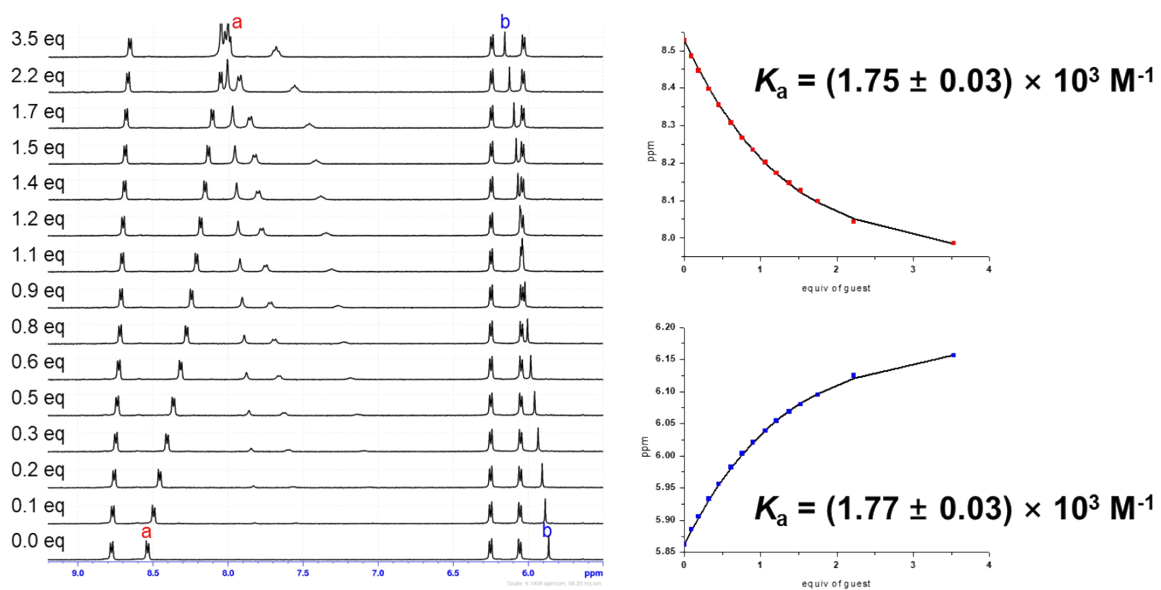 a
b
3.5 eq
2.2 eq
1.7 eq
1.5 eq
1.4 eq
1.2 eq
1.1 eq
0.9 eq
0.8 eq
0.6 eq
0.5 eq
0.3 eq
0.2 eq
0.1 eq
0.0 eq
a
b
9.0 8.5 8.0 7.5 7.0 6.5 6.0 ppm
8.5
8.4
8.3
8.2
8.1
8.0
ppm
0 1 2 3 4
equiv of guest
Kₐ = (1.75 ± 0.03) × 10³ M⁻¹
6.20
6.15
6.10
6.05
6.00
5.95
5.90
5.85
ppm
0 1 2 3 4
equiv of guest
Kₐ = (1.77 ± 0.03) × 10³ M⁻¹